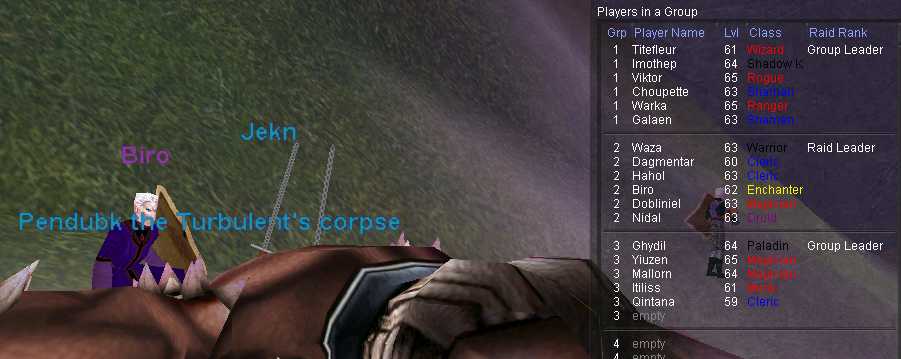 Biro
Jekn
Pendubk the Turbulent's corpse
Players in a Group
Grp Player Name Lvl Class Raid Rank
1 Titefleur 61 Wizard Group Leader
1 Imothep 64 Shadow K
1 Viktor 65 Rogue
1 Choupette 63 Shaman
1 Warka 65 Ranger
1 Galaen 63 Shaman
2 Waza 63 Warrior Raid Leader
2 Dagmentar 60 Cleric
2 Hahol 63 Cleric
2 Biro 62 Enchanter
2 Dobliniel 63 Magician
2 Nidal 63 Druid
3 Ghydil 64 Paladin Group Leader
3 Yiuzen 65 Magician
3 Mallorn 64 Magician
3 Itiliss 61 Monk
3 Qintana 59 Cleric
3 empty
4 empty
4 empty